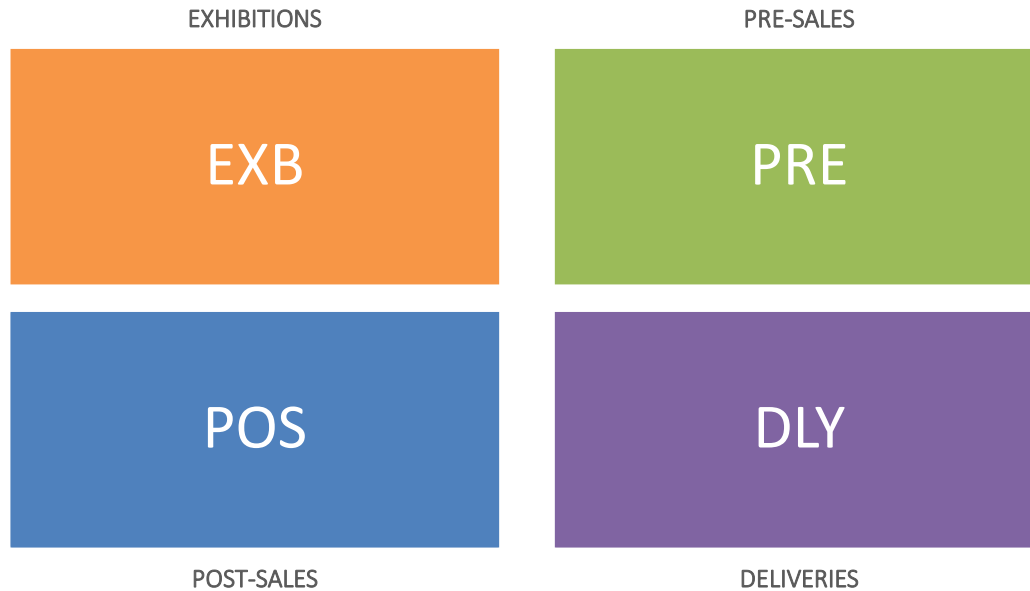 EXHIBITIONS
PRE-SALES
EXB
PRE
POS
DLY
POST-SALES
DELIVERIES